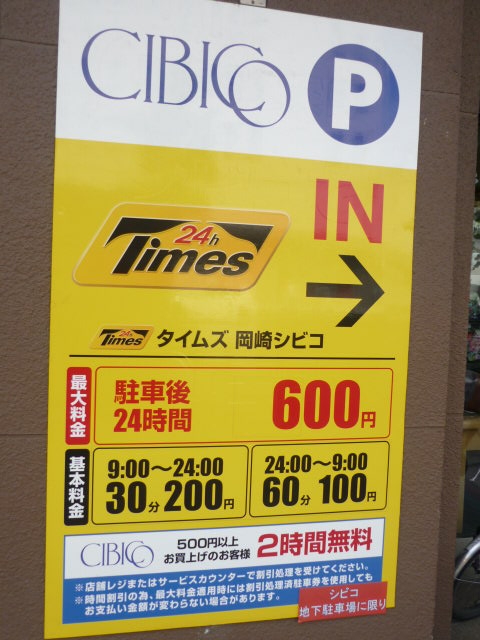 CIBICO P
IN
24h
Times
→
24h
Times タイムズ 岡崎シビコ
最大料金 駐車後
24時間 600円
基本料金 9:00～24:00 24:00～9:00
30分200円 60分100円
CIBICO 500円以上
お買上げのお客様 2時間無料
※店舗レジまたはサービスカウンターで割引処理を受けてください。
※時間割引の為、最大料金適用時には割引処理済駐車券を使用しても
お支払い金額が変わらない場合があります。
シビコ
地下駐車場に限り